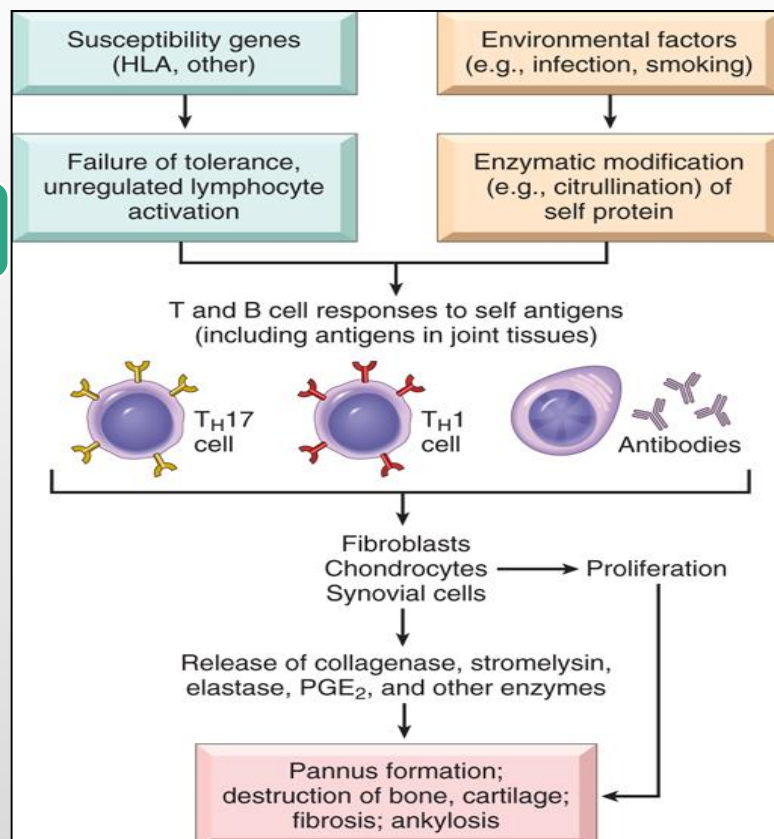 Susceptibility genes
(HLA, other)
Environmental factors
(e.g., infection, smoking)
Failure of tolerance,
unregulated lymphocyte
activation
Enzymatic modification
(e.g., citrullination) of
self protein
T and B cell responses to self antigens
(including antigens in joint tissues)
TH17
cell
TH1
cell
Antibodies
Fibroblasts
Chondrocytes
Synovial cells
Proliferation
Release of collagenase, stromelysin,
elastase, PGE2, and other enzymes
Pannus formation;
destruction of bone, cartilage;
fibrosis; ankylosis